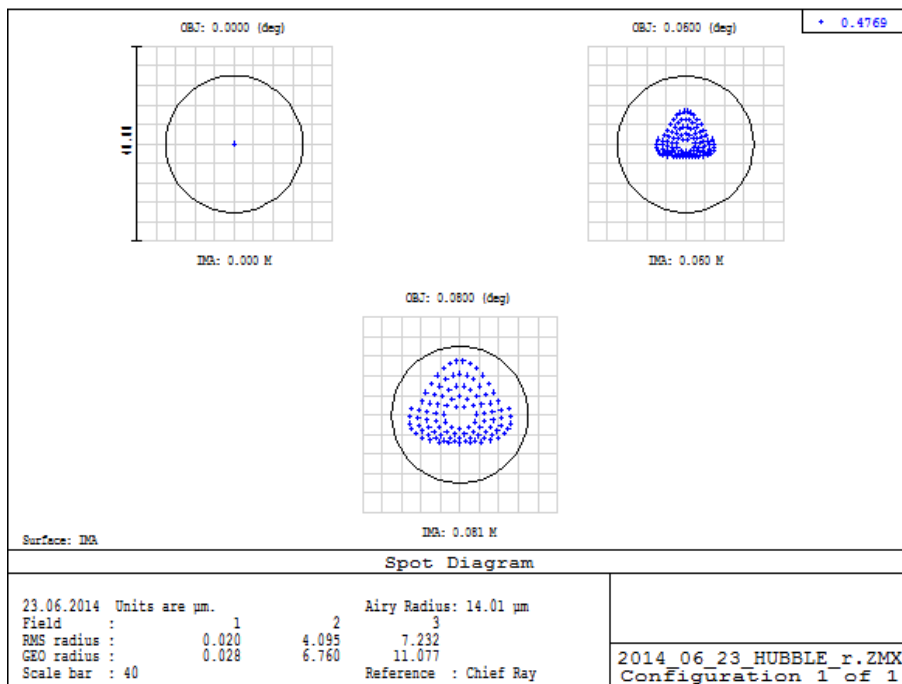 OBJ: 0.0000 (deg)
OBJ: 0.0600 (deg)
+ 0.4769
40.00
IMA: 0.000 M
IMA: 0.060 M
OBJ: 0.0800 (deg)
IMA: 0.081 M
Surface: IMA
Spot Diagram
23.06.2014 Units are µm. Airy Radius: 14.01 µm
Field : 1 2 3
RMS radius : 0.020 4.095 7.232
GEO radius : 0.028 6.760 11.077
Scale bar : 40 Reference : Chief Ray
2014_06_23_HUBBLE_r.ZMX
Configuration 1 of 1